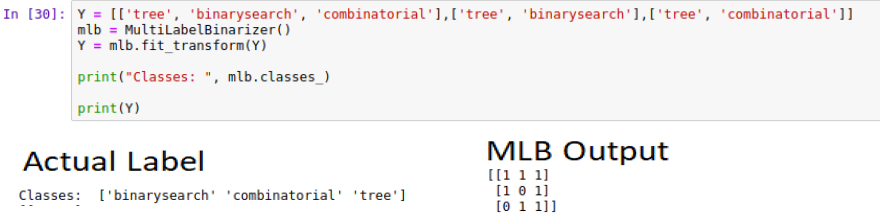 In [30]: Y = [['tree', 'binarysearch', 'combinatorial'],['tree', 'binarysearch'],['tree', 'combinatorial']]
mlb = MultiLabelBinarizer()
Y = mlb.fit_transform(Y)
print("Classes: ", mlb.classes_)
print(Y)
Actual Label
Classes:  ['binarysearch' 'combinatorial' 'tree']
MLB Output
[[1 1 1]
[1 0 1]
[0 1 1]]